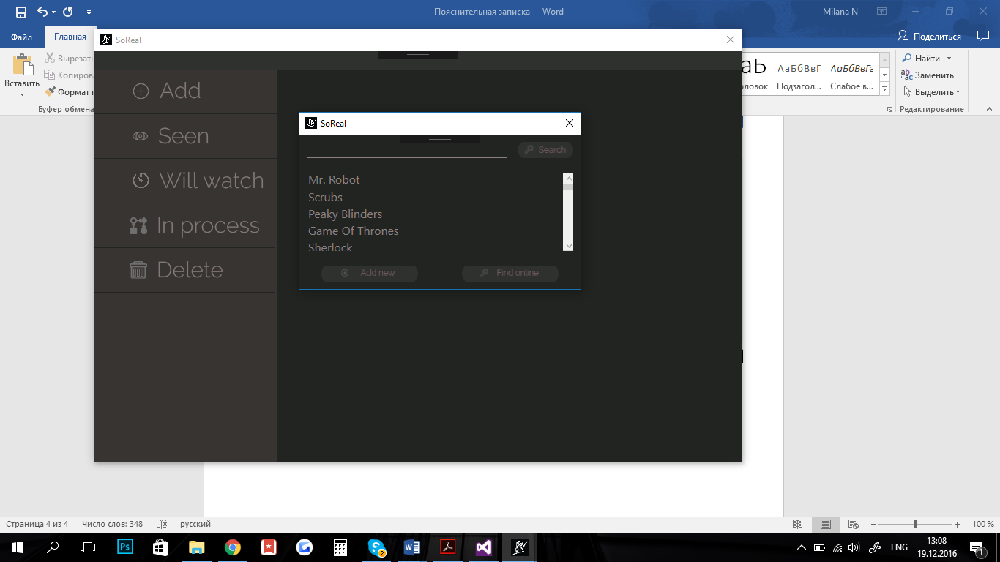 Пояснительная записка - Word
Milana N
Файл
Главная
Поделиться
Вставить
Вырезать
Формат
Буфер обмена
АаБбВвГ
АаБбВвГг
Подзагол...
Слабое в...
Найти
Заменить
Выделить
Редактирование
SoReal
Add
Seen
Will watch
In process
Delete
SoReal
Search
Mr. Robot
Scrubs
Peaky Blinders
Game Of Thrones
Sherlock
Add new
Find online
Страница 4 из 4
Число слов: 348
русский
100 %
Ps
2
ENG
13:08
19.12.2016
1